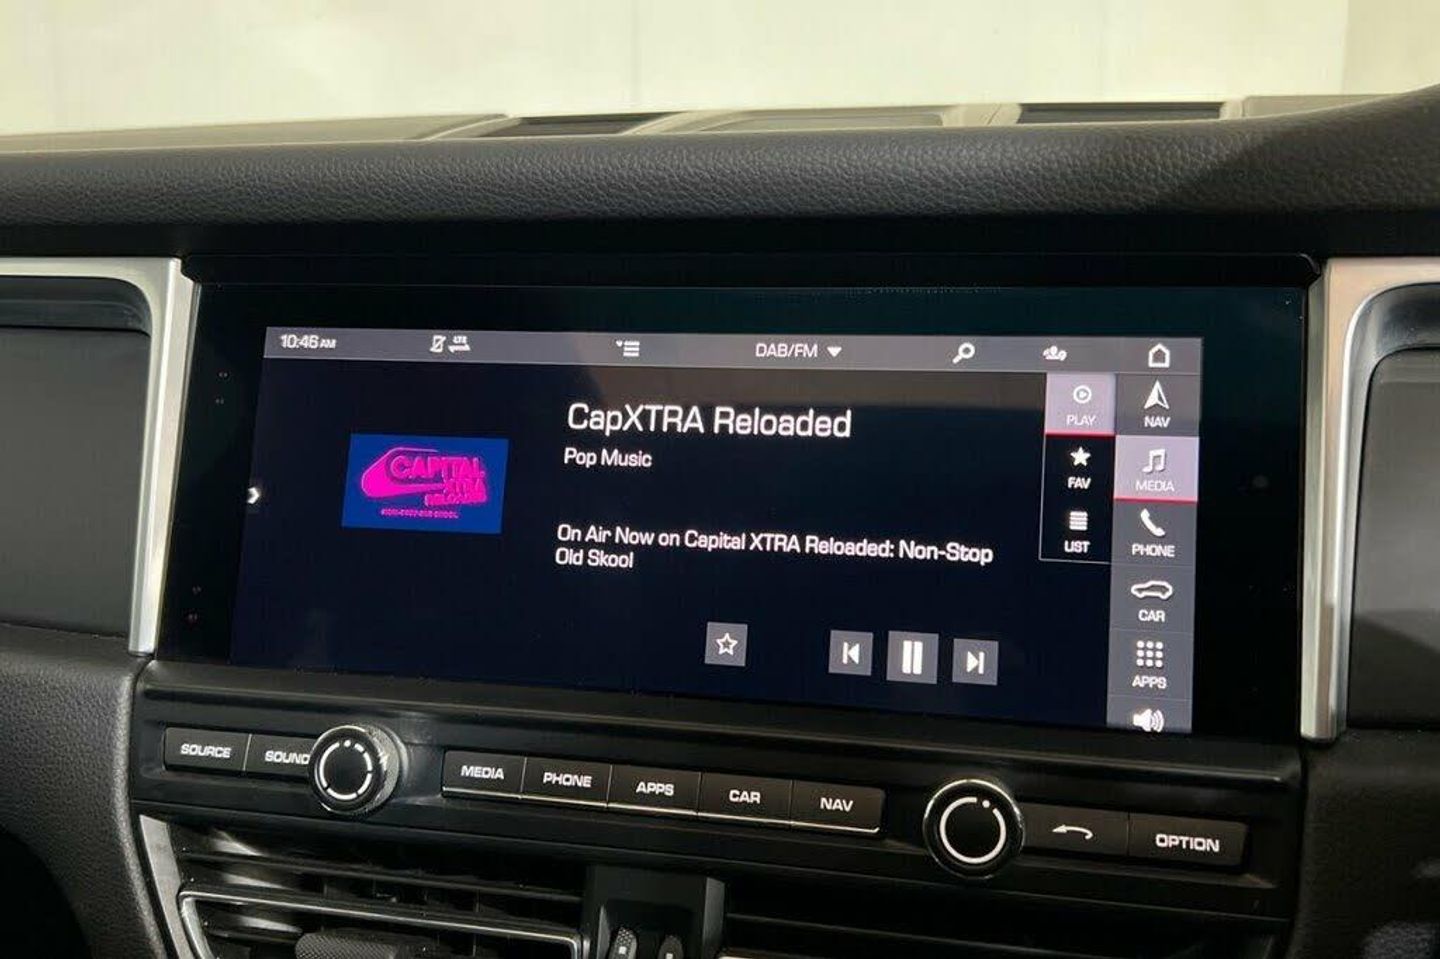 10:46 AM
LTE
DAB/FM
CapXTRA Reloaded
Pop Music
On Air Now on Capital XTRA Reloaded: Non-Stop
Old Skool
CAPITAL
XTRA
RELOADED
PLAY
FAV
LIST
NAV
MEDIA
PHONE
CAR
APPS
SOURCE
SOUND
MEDIA
PHONE
APPS
CAR
NAV
OPTION